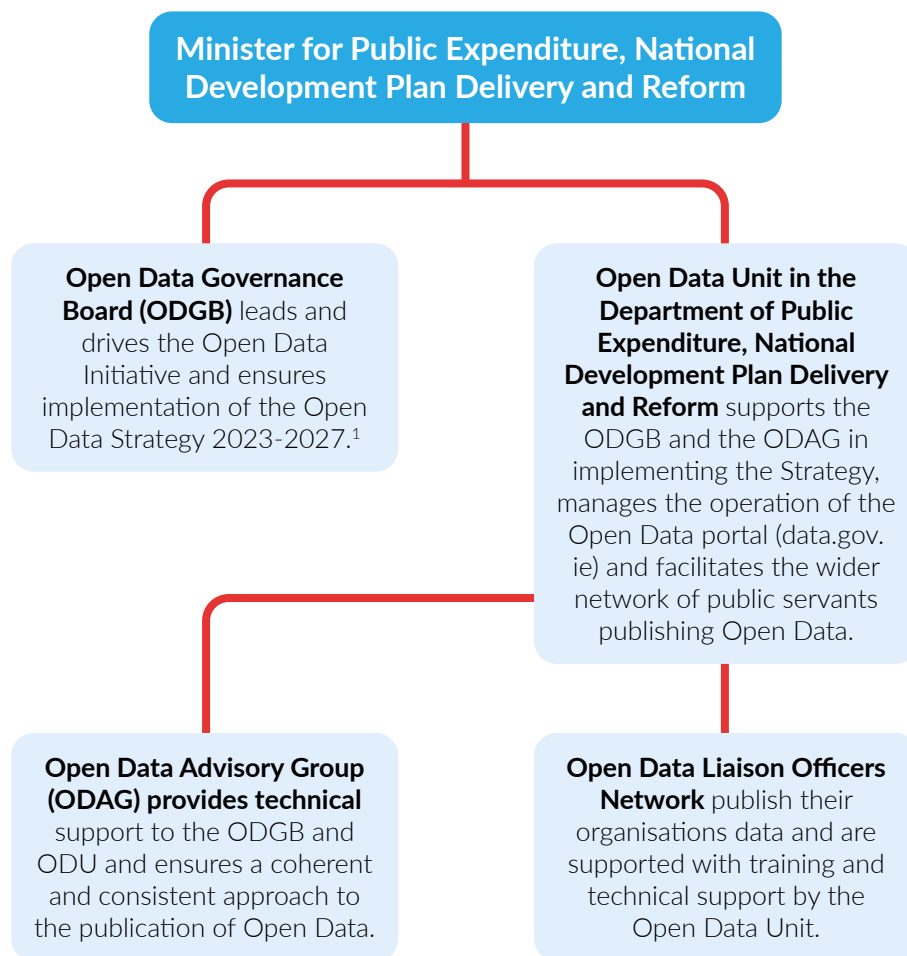 Minister for Public Expenditure, National
Development Plan Delivery and Reform
Open Data Governance
Board (ODGB) leads and
drives the Open Data
Initiative and ensures
implementation of the Open
Data Strategy 2023-2027.¹
Open Data Unit in the
Department of Public
Expenditure, National
Development Plan Delivery
and Reform supports the
ODGB and the ODAG in
implementing the Strategy,
manages the operation of the
Open Data portal (data.gov.
ie) and facilitates the wider
network of public servants
publishing Open Data.
Open Data Advisory Group
(ODAG) provides technical
support to the ODGB and
ODU and ensures a coherent
and consistent approach to
the publication of Open Data.
Open Data Liaison Officers
Network publish their
organisations data and are
supported with training and
technical support by the
Open Data Unit.